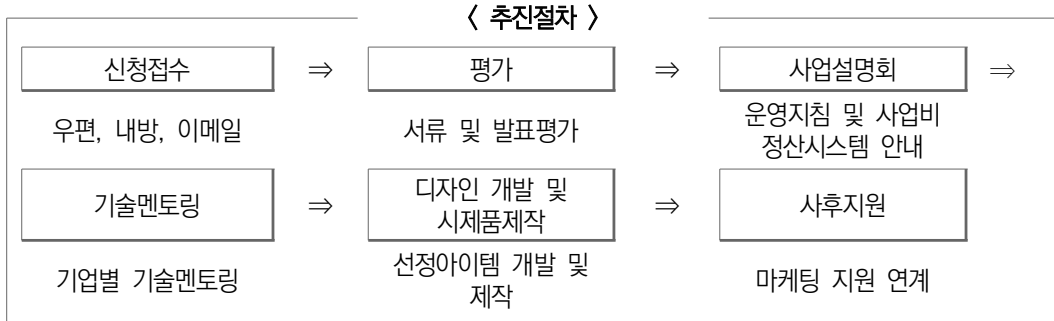 < 추진절차 >
신청접수 ⇒ 평가 ⇒ 사업설명회 ⇒
우편, 내방, 이메일 서류 및 발표평가 운영지침 및 사업비
정산시스템 안내
기술멘토링 ⇒ 디자인 개발 및
시제품제작 ⇒ 사후지원
기업별 기술멘토링 선정아이템 개발 및
제작 마케팅 지원 연계